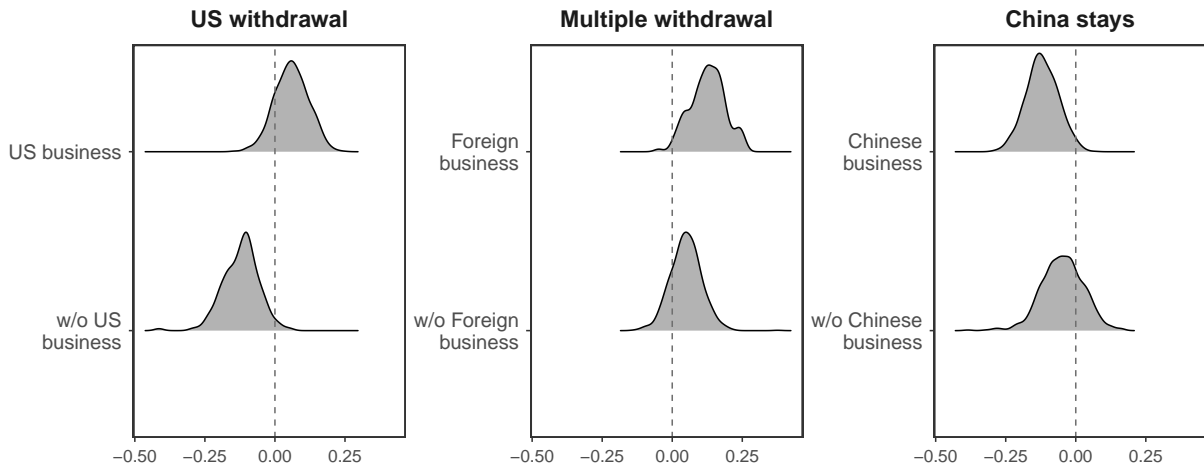 US withdrawal
US business
w/o US
business
−0.50 −0.25 0.00 0.25
Multiple withdrawal
Foreign
business
w/o Foreign
business
−0.50 −0.25 0.00 0.25
China stays
Chinese
business
w/o Chinese
business
−0.50 −0.25 0.00 0.25